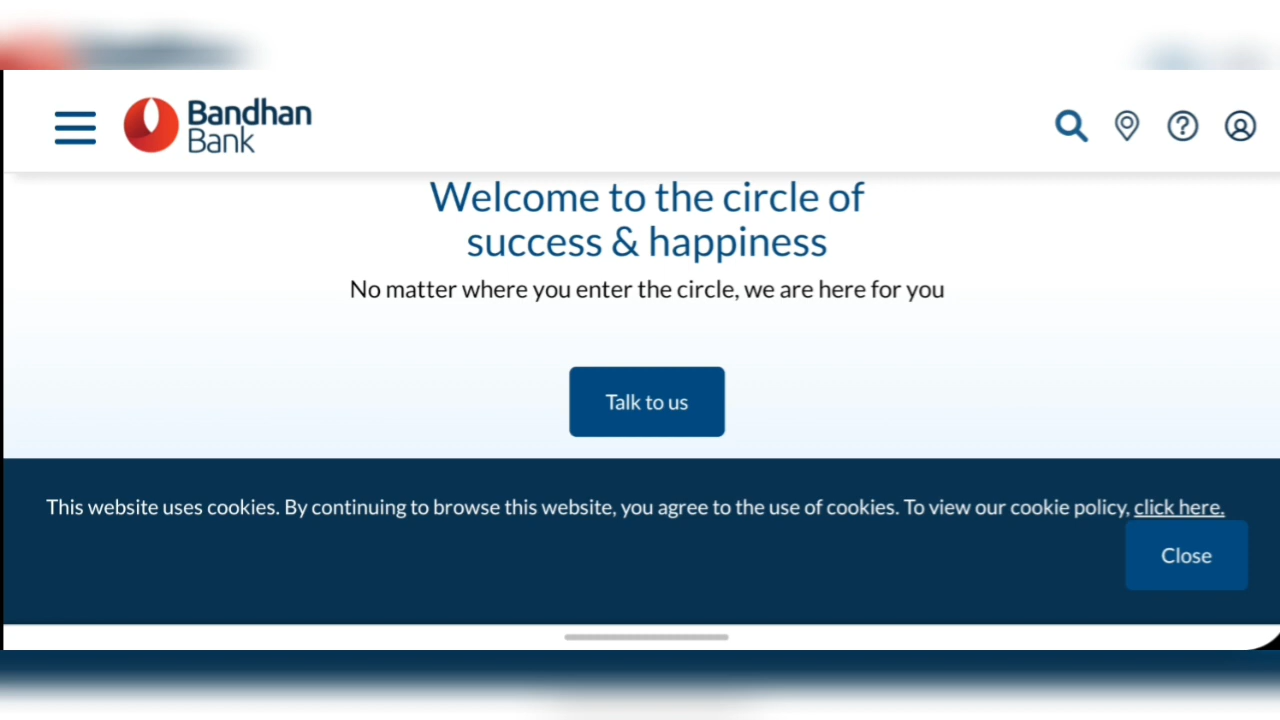 Bandhan
Bank
Welcome to the circle of
success & happiness
No matter where you enter the circle, we are here for you
Talk to us
This website uses cookies. By continuing to browse this website, you agree to the use of cookies. To view our cookie policy, click here.
Close